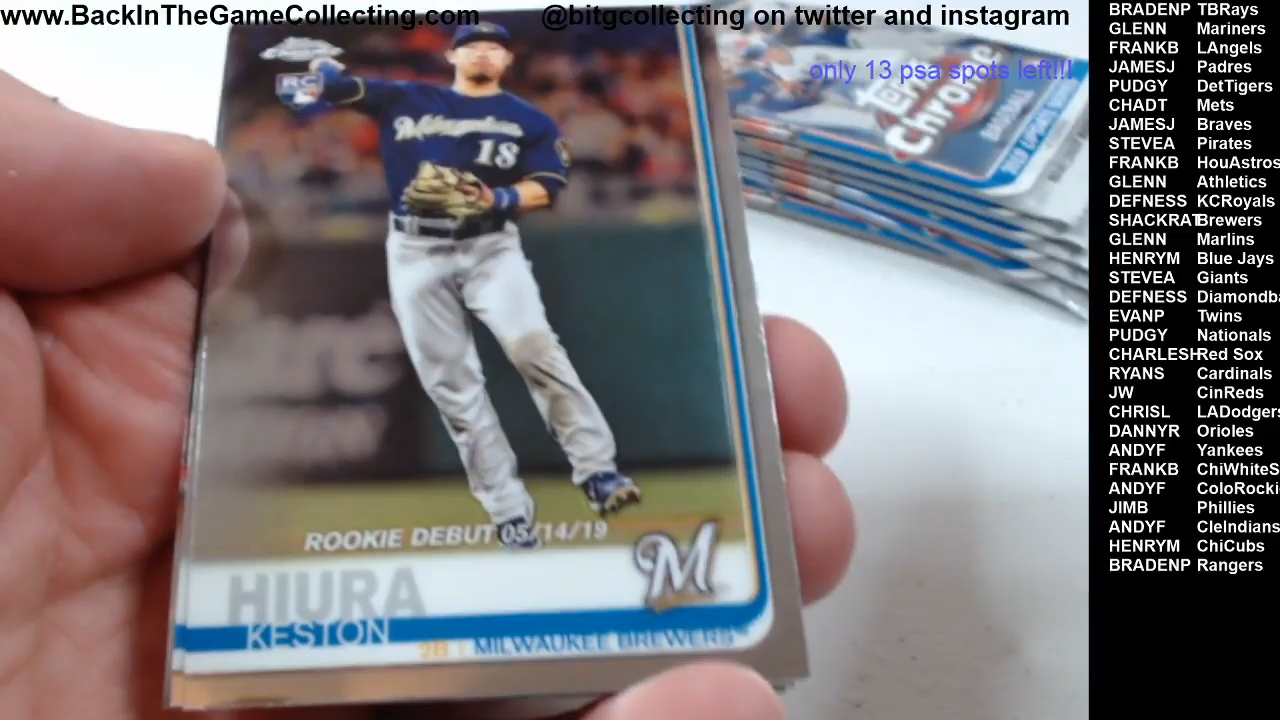 www.BackInTheGameCollecting.com @bitgcollecting on twitter and instagram
only 13 psa spots left!!!
Topps Chrome
BASEBALL
RC
18
ROOKIE DEBUT 05/14/19
M
HIURA
KESTON
2B | MILWAUKEE BREWERS™
BRADENP TBRays
GLENN Mariners
FRANKB LAngels
JAMESJ Padres
PUDGY DetTigers
CHADT Mets
JAMESJ Braves
STEVEA Pirates
FRANKB HouAstros
GLENN Athletics
DEFNESS KCRoyals
SHACKRAT Brewers
GLENN Marlins
HENRYM Blue Jays
STEVEA Giants
DEFNESS Diamondba
EVANP Twins
PUDGY Nationals
CHARLESH Red Sox
RYANS Cardinals
JW CinReds
CHRISL LADodgers
DANNYR Orioles
ANDYF Yankees
FRANKB ChiWhiteS
ANDYF ColoRocki
JIMB Phillies
ANDYF CleIndians
HENRYM ChiCubs
BRADENP Rangers